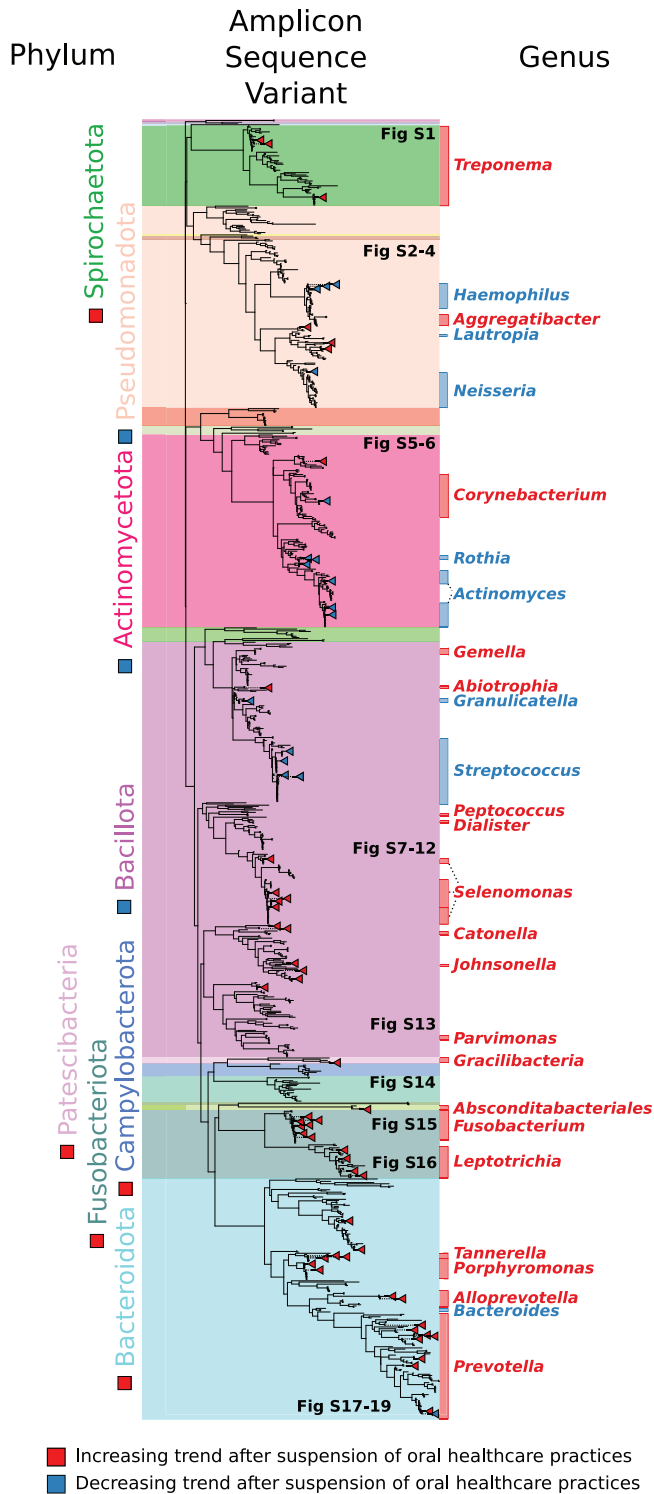 Phylum
Amplicon
Sequence
Variant
Genus
Spirochaetota
Pseudomonadota
Actinomycetota
Bacillota
Patescibacteria
Campylobacterota
Fusobacteriota
Bacteroidota
Fig S1
Treponema
Fig S2-4
Haemophilus
Aggregatibacter
Lautropia
Neisseria
Fig S5-6
Corynebacterium
Rothia
Actinomyces
Gemella
Abiotrophia
Granulicatella
Streptococcus
Peptococcus
Dialister
Fig S7-12
Selenomonas
Catonella
Johnsonella
Fig S13
Parvimonas
Gracilibacteria
Fig S14
Absconditabacteriales
Fig S15
Fusobacterium
Fig S16
Leptotrichia
Tannerella
Porphyromonas
Alloprevotella
Bacteroides
Prevotella
Fig S17-19
Increasing trend after suspension of oral healthcare practices
Decreasing trend after suspension of oral healthcare practices